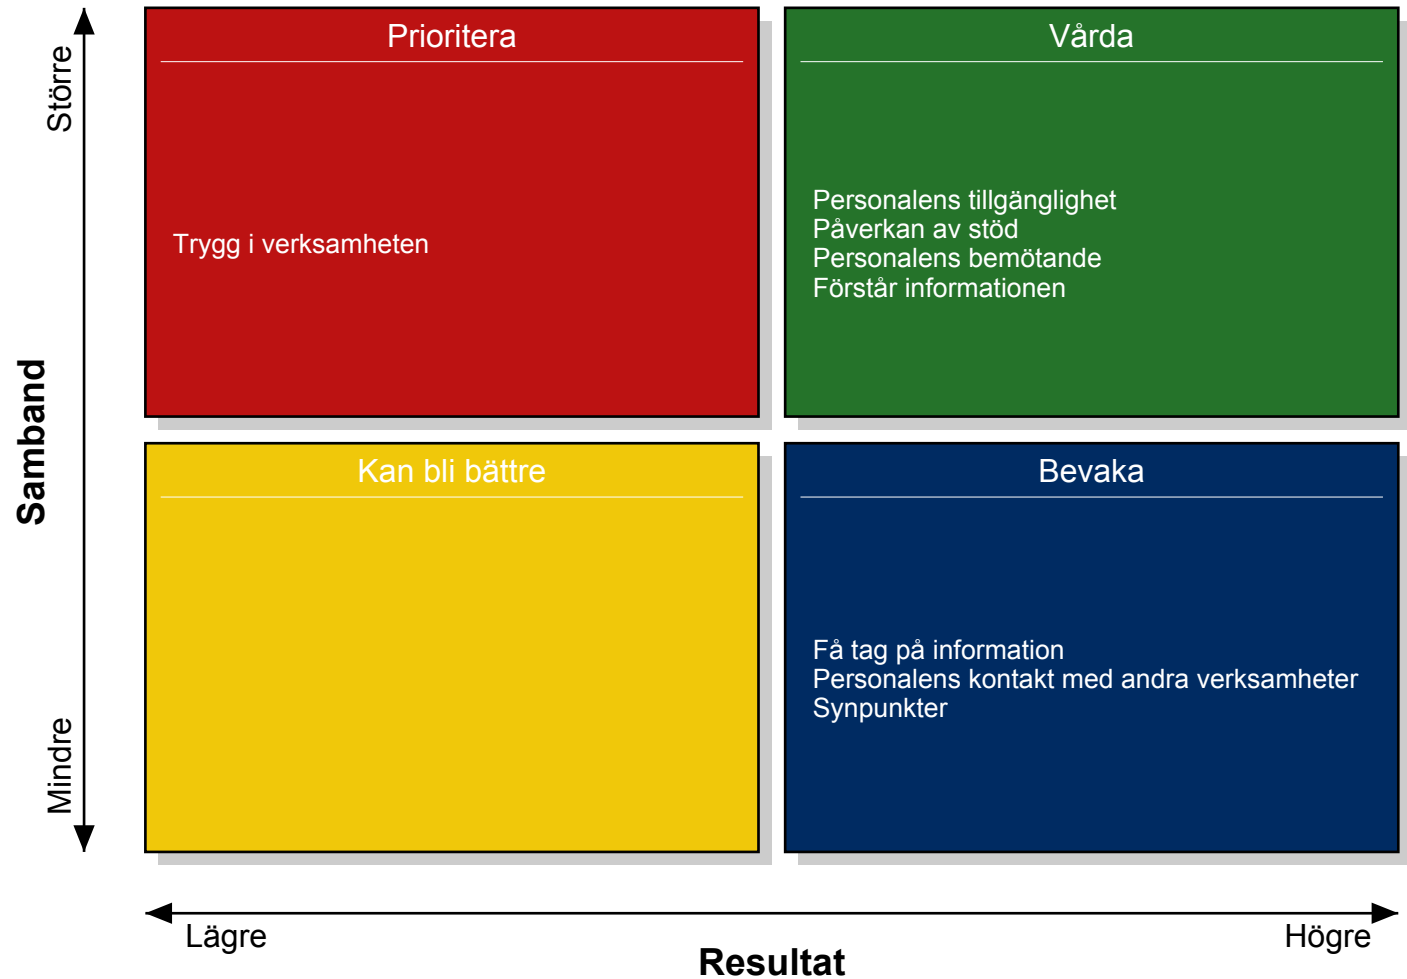 Större
Prioritera
Trygg i verksamheten
Vårda
Personalens tillgänglighet
Påverkan av stöd
Personalens bemötande
Förstår informationen
Samband
Kan bli bättre
Bevaka
Få tag på information
Personalens kontakt med andra verksamheter
Synpunkter
Mindre
Lägre
Högre
Resultat